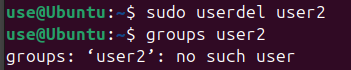 use@Ubuntu:~$ sudo userdel user2
use@Ubuntu:~$ groups user2
groups: ‘user2’: no such user